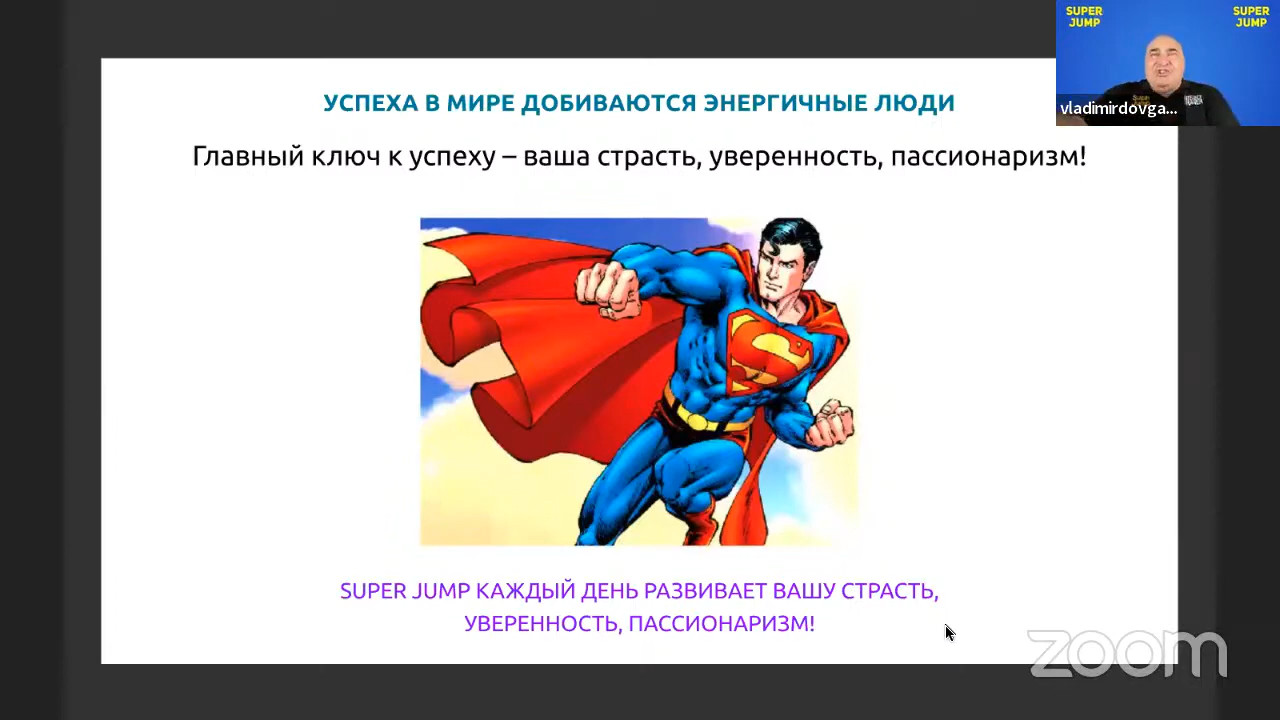 SUPER
JUMP
SUPER
JUMP
vladimirdovga...
УСПЕХА В МИРЕ ДОБИВАЮТСЯ ЭНЕРГИЧНЫЕ ЛЮДИ
Главный ключ к успеху – ваша страсть, уверенность, пассионаризм!
S
SUPER JUMP КАЖДЫЙ ДЕНЬ РАЗВИВАЕТ ВАШУ СТРАСТЬ,
УВЕРЕННОСТЬ, ПАССИОНАРИЗМ!
zoom